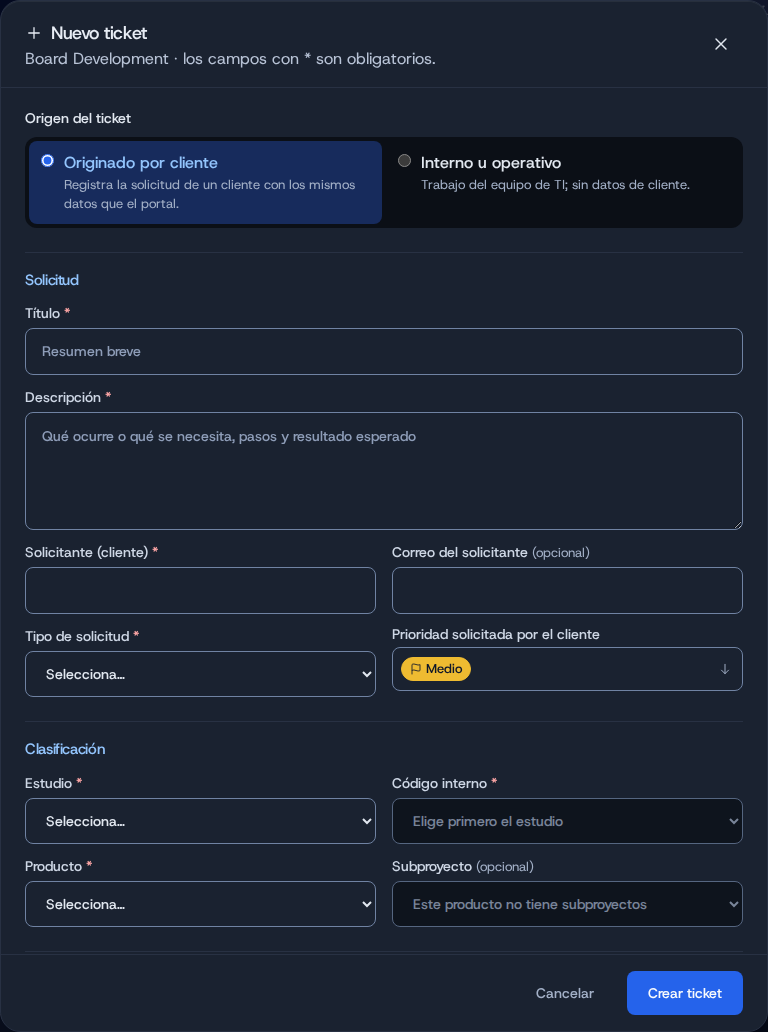 Nuevo ticket
Board Development · los campos con * son obligatorios.
Origen del ticket
Originado por cliente
Registra la solicitud de un cliente con los mismos
datos que el portal.
Interno u operativo
Trabajo del equipo de TI; sin datos de cliente.
Solicitud
Título *
Resumen breve
Descripción *
Qué ocurre o qué se necesita, pasos y resultado esperado
Solicitante (cliente) *
Correo del solicitante (opcional)
Tipo de solicitud *
Selecciona...
Prioridad solicitada por el cliente
Medio
Clasificación
Estudio *
Selecciona...
Código interno *
Elige primero el estudio
Producto *
Selecciona...
Subproyecto (opcional)
Este producto no tiene subproyectos
Cancelar
Crear ticket